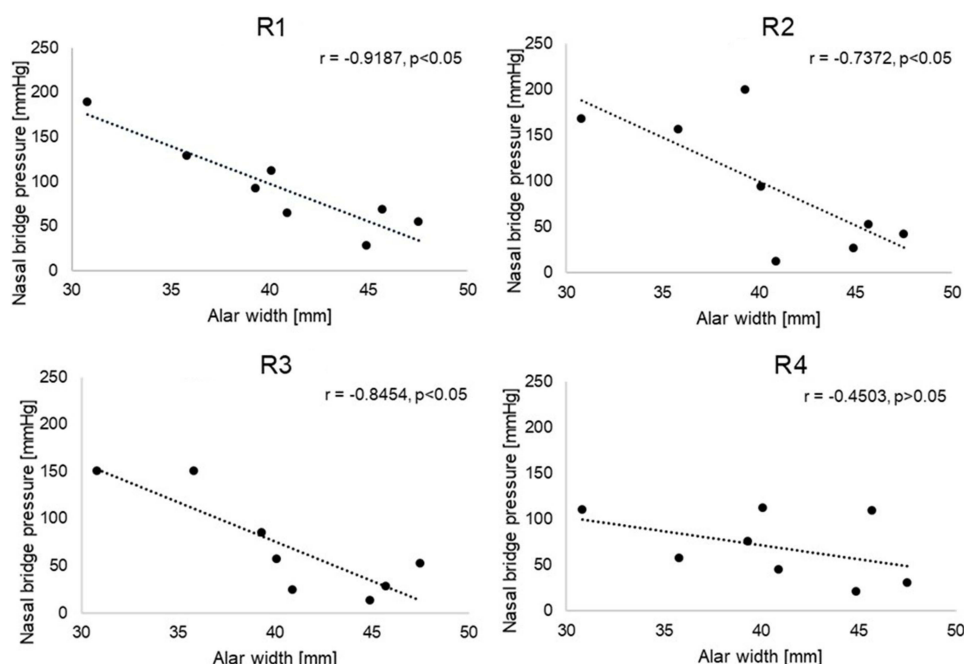 R1
r = -0.9187, p<0.05
Nasal bridge pressure [mmHg]
250
200
150
100
50
0
30
35
40
45
50
Alar width [mm]
R2
r = -0.7372, p<0.05
Nasal bridge pressure [mmHg]
250
200
150
100
50
0
30
35
40
45
50
Alar width [mm]
R3
r = -0.8454, p<0.05
Nasal bridge pressure [mmHg]
250
200
150
100
50
0
30
35
40
45
50
Alar width [mm]
R4
r = -0.4503, p>0.05
Nasal bridge pressure [mmHg]
250
200
150
100
50
0
30
35
40
45
50
Alar width [mm]